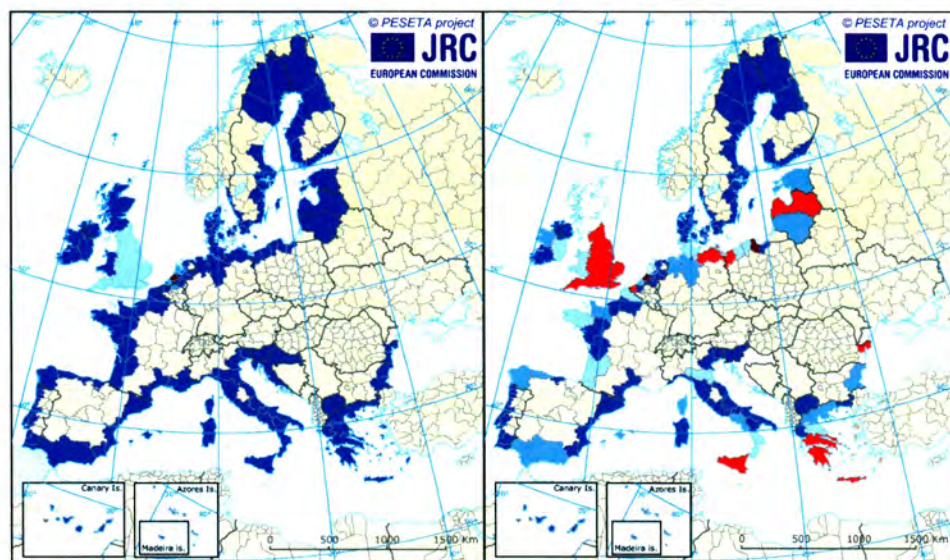 © PESETA project
JRC
EUROPEAN COMMISSION
Canary Is.
Azores Is.
Madeira is.
0 500 1000 1500 Km
© PESETA project
JRC
EUROPEAN COMMISSION
Canary Is.
Azores Is.
Madeira is.
0 500 1000 1500 Km